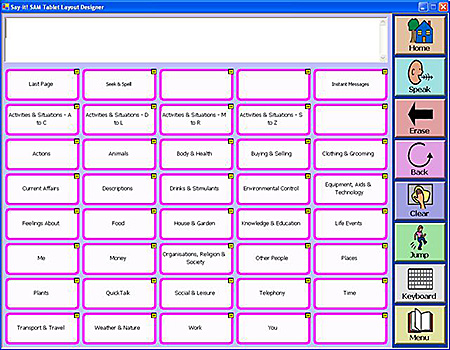 Say it! SAM Tablet Layout Designer
Home
Speak
Erase
Back
Clear
Jump
Keyboard
Menu
Last Page
Seek & Spell
Instant Messages
Activities & Situations - A
to C
Activities & Situations - D
to L
Activities & Situations - M
to R
Activities & Situations - S
to Z
Actions
Animals
Body & Health
Buying & Selling
Clothing & Grooming
Current Affairs
Descriptions
Drinks & Stimulants
Environmental Control
Equipment, Aids &
Technology
Feelings About
Food
House & Garden
Knowledge & Education
Life Events
Me
Money
Organisations, Religion &
Society
Other People
Places
Plants
QuickTalk
Social & Leisure
Telephony
Time
Transport & Travel
Weather & Nature
Work
You